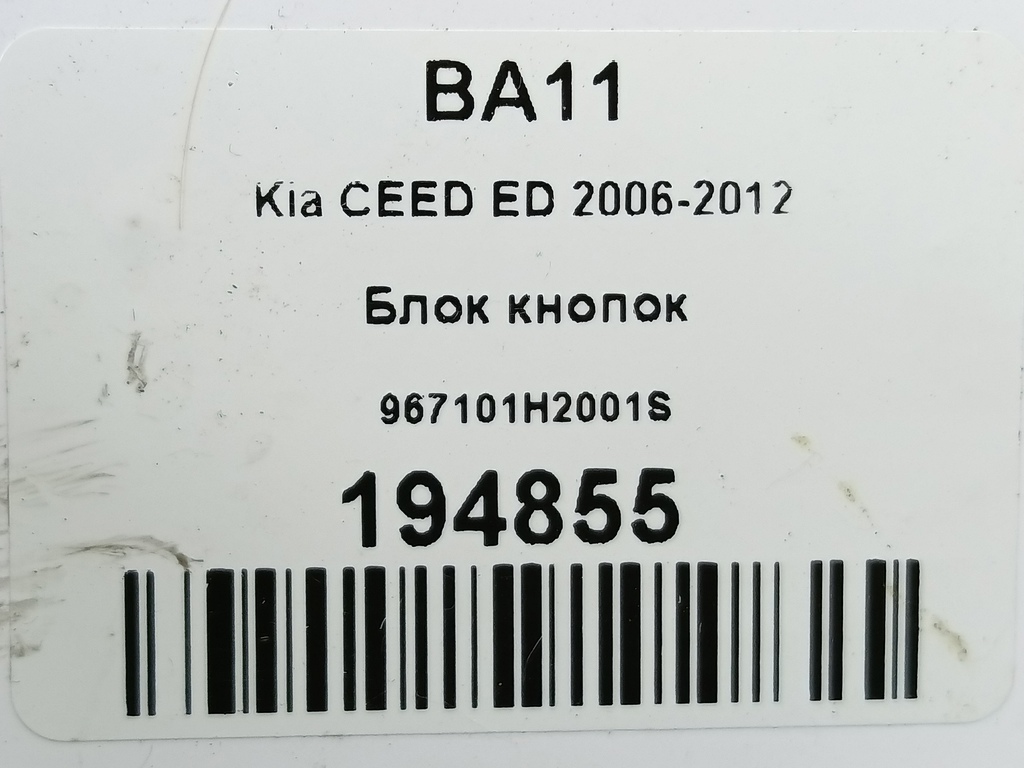 BA11
Kia CEED ED 2006-2012
Блок кнопок
967101H2001S
194855